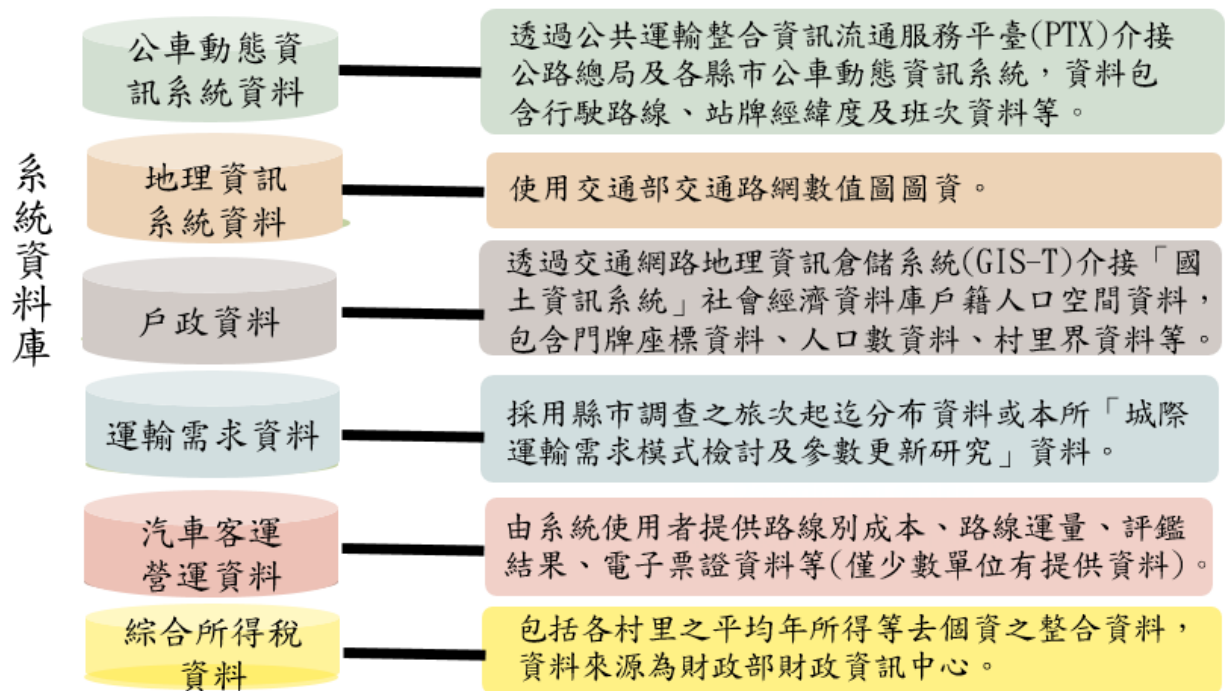 系統資料庫
公車動態資
訊系統資料
透過公共運輸整合資訊流通服務平臺(PTX)介接
公路總局及各縣市公車動態資訊系統，資料包
含行駛路線、站牌經緯度及班次資料等。
地理資訊
系統資料
使用交通部交通路網數值圖圖資。
戶政資料
透過交通網路地理資訊倉儲系統(GIS-T)介接「國
土資訊系統」社會經濟資料庫戶籍人口空間資料，
包含門牌座標資料、人口數資料、村里界資料等。
運輸需求資料
採用縣市調查之旅次起迄分布資料或本所「城際
運輸需求模式檢討及參數更新研究」資料。
汽車客運
營運資料
由系統使用者提供路線別成本、路線運量、評鑑
結果、電子票證資料等(僅少數單位有提供資料)。
綜合所得稅
資料
包括各村里之平均年所得等去個資之整合資料，
資料來源為財政部財政資訊中心。